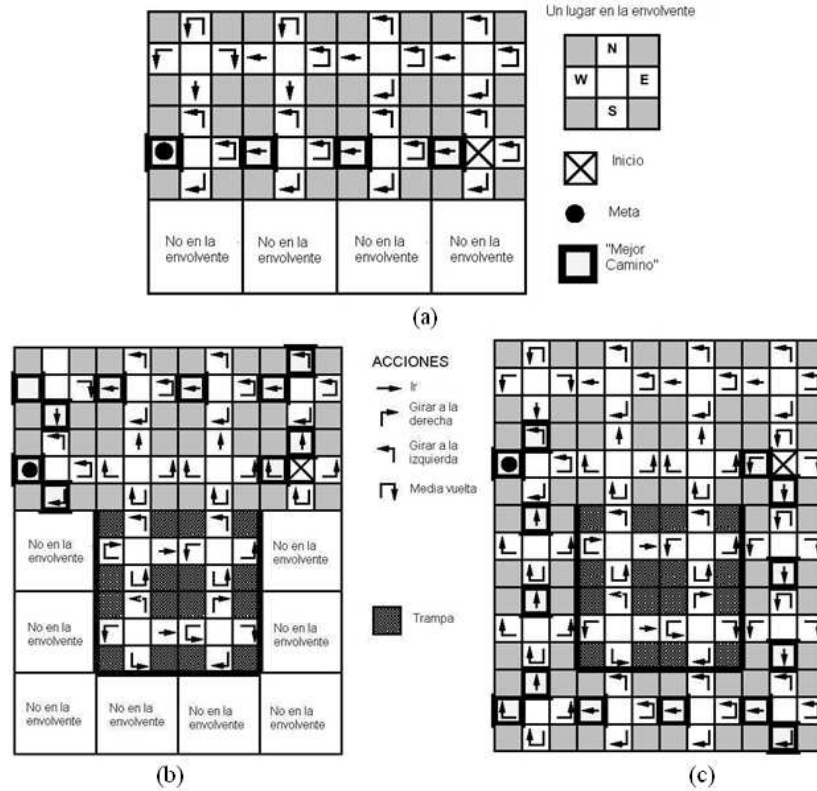 Un lugar en la envolvente
N
W E
S
Inicio
Meta
"Mejor
Camino"
No en la envolvente
No en la envolvente
No en la envolvente
No en la envolvente
(a)
ACCIONES
Ir
Girar a la
derecha
Girar a la
izquierda
Media vuelta
No en la
envolvente
No en la
envolvente
No en la
envolvente
No en la
envolvente
Trampa
No en la
envolvente
No en la
envolvente
No en la
envolvente
No en la
envolvente
(b)
(c)